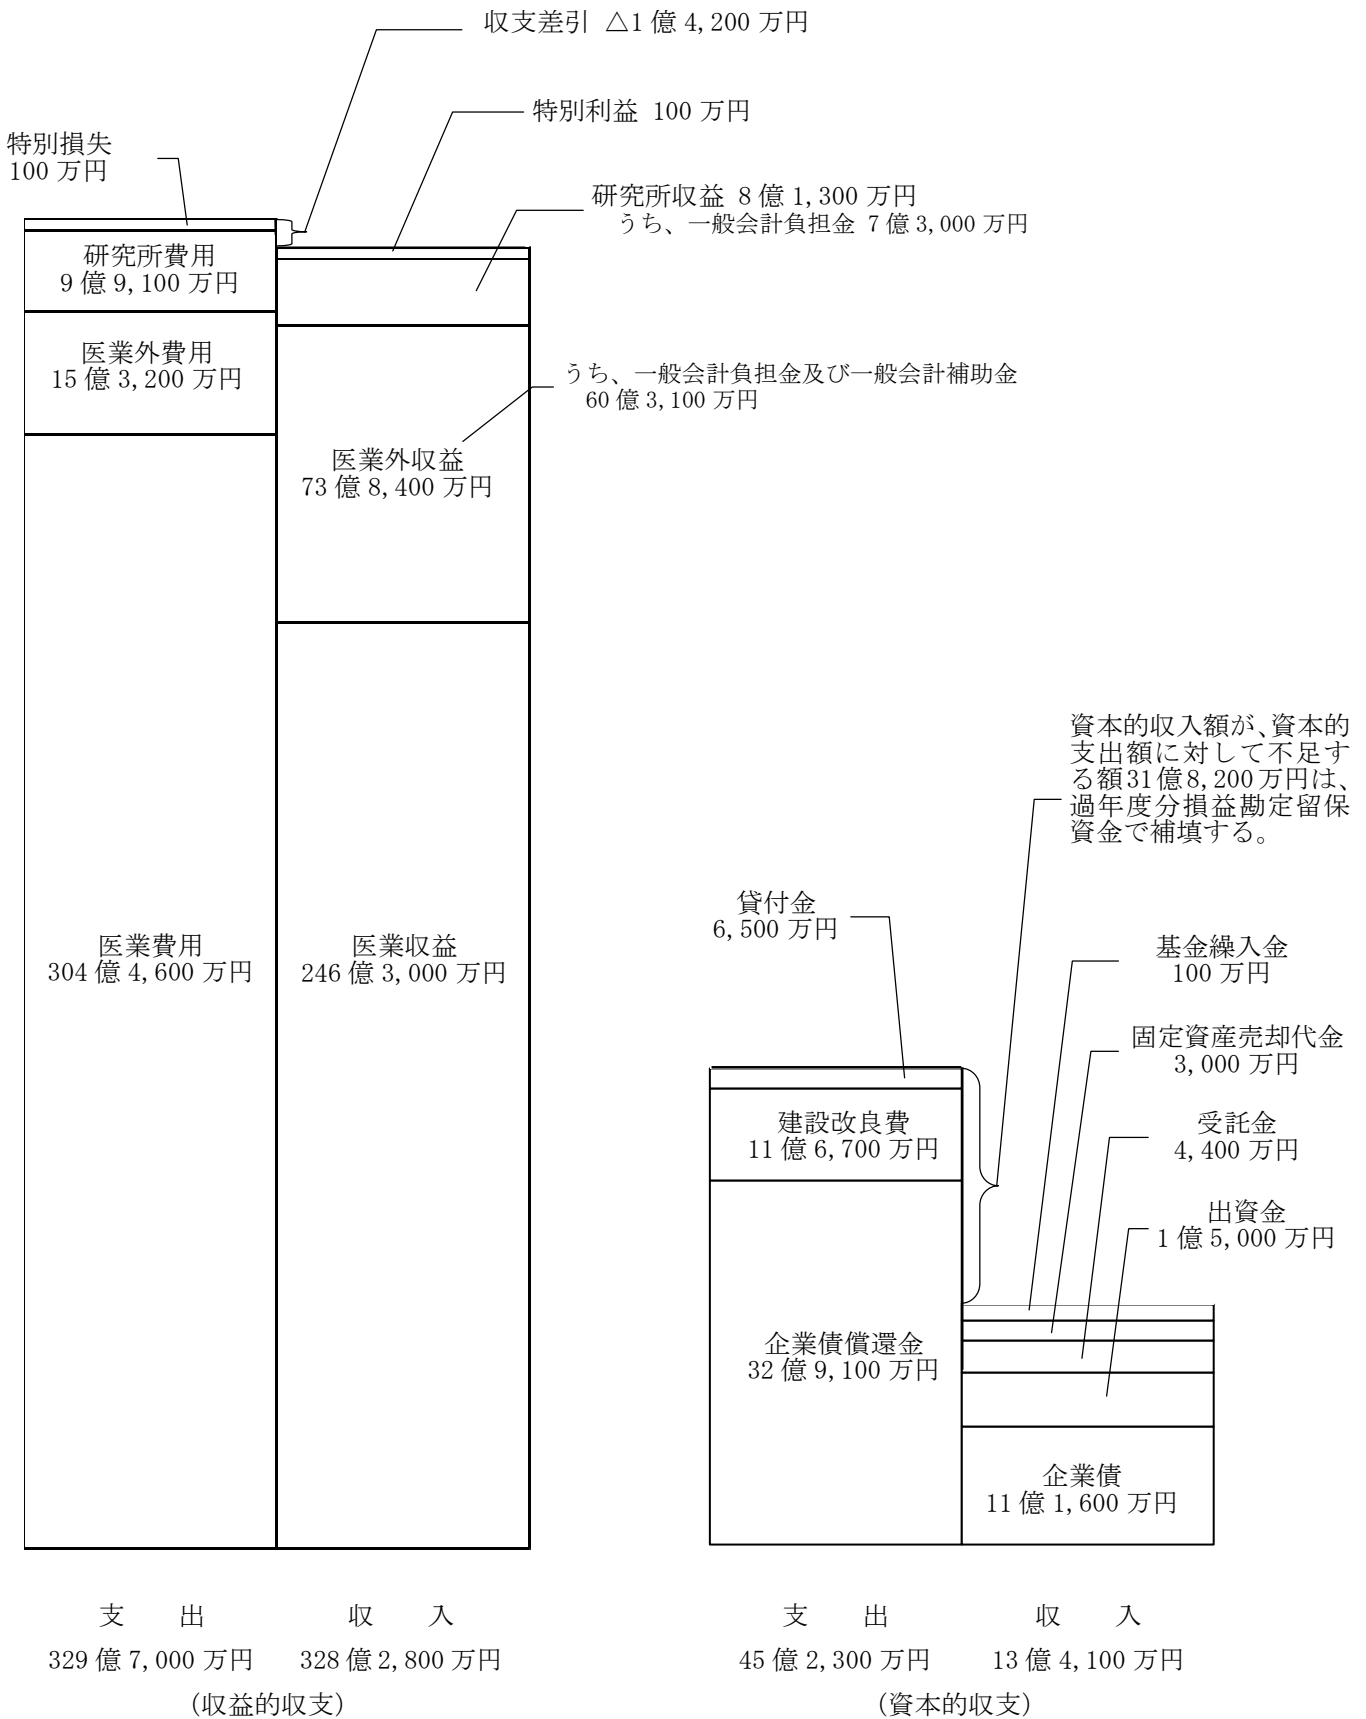 収支差引 △1 億 4,200 万円
特別利益 100 万円
特別損失
100 万円
研究所収益 8 億 1,300 万円
うち、一般会計負担金 7 億 3,000 万円
研究所費用
9 億 9,100 万円
医業外費用
15 億 3,200 万円
うち、一般会計負担金及び一般会計補助金
60 億 3,100 万円
医業外収益
73 億 8,400 万円
医業費用
304 億 4,600 万円
医業収益
246 億 3,000 万円
支 出
329 億 7,000 万円
収 入
328 億 2,800 万円
(収益的収支)
資本的収入額が、資本的
支出額に対して不足す
る額31億8,200万円は、
過年度分損益勘定留保
資金で補填する。
貸付金
6,500 万円
基金繰入金
100 万円
固定資産売却代金
3,000 万円
建設改良費
11 億 6,700 万円
受託金
4,400 万円
出資金
1 億 5,000 万円
企業債償還金
32 億 9,100 万円
企業債
11 億 1,600 万円
支 出
45 億 2,300 万円
収 入
13 億 4,100 万円
(資本的収支)